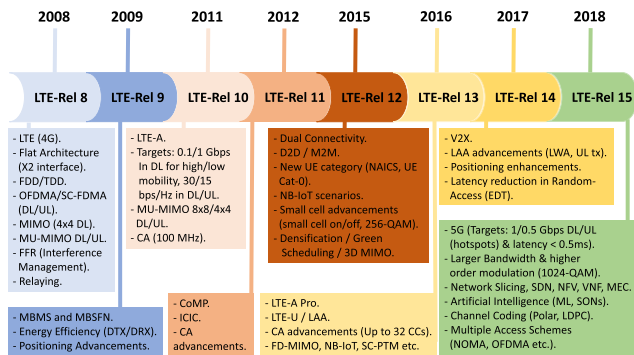 2008 2009 2011 2012 2015 2016 2017 2018
LTE-Rel 8 LTE-Rel 9 LTE-Rel 10 LTE-Rel 11 LTE-Rel 12 LTE-Rel 13 LTE-Rel 14 LTE-Rel 15
- LTE (4G).
- Flat Architecture
(X2 interface).
- FDD/TDD.
- OFDMA/SC-FDMA
(DL/UL).
- MIMO (4x4 DL).
- MU-MIMO DL/UL.
- FFR (Interference
Management).
- Relaying.
- MBMS and MBSFN.
- Energy Efficiency (DTX/DRX).
- Positioning Advancements.
- LTE-A.
- Targets: 0.1/1 Gbps
In DL for high/low
mobility, 30/15
bps/Hz in DL/UL.
- MU-MIMO 8x8/4x4
DL/UL.
- CA (100 MHz).
- CoMP.
- ICIC.
- CA
advancements.
- Dual Connectivity.
- D2D / M2M.
- New UE category (NAICS, UE
Cat-0).
- NB-IoT scenarios.
- Small cell advancements
(small cell on/off, 256-QAM).
- Densification / Green
Scheduling / 3D MIMO.
- LTE-A Pro.
- LTE-U / LAA.
- CA advancements (Up to 32 CCs).
- FD-MIMO, NB-IoT, SC-PTM etc.
- V2X.
- LAA advancements (LWA, UL tx).
- Positioning enhancements.
- Latency reduction in Random-
Access (EDT).
- 5G (Targets: 1/0.5 Gbps DL/UL
(hotspots) & latency < 0.5ms).
- Larger Bandwidth & higher
order modulation (1024-QAM).
- Network Slicing, SDN, NFV, VNF, MEC.
- Artificial Intelligence (ML, SONs).
- Channel Coding (Polar, LDPC).
- Multiple Access Schemes
(NOMA, OFDMA etc.).